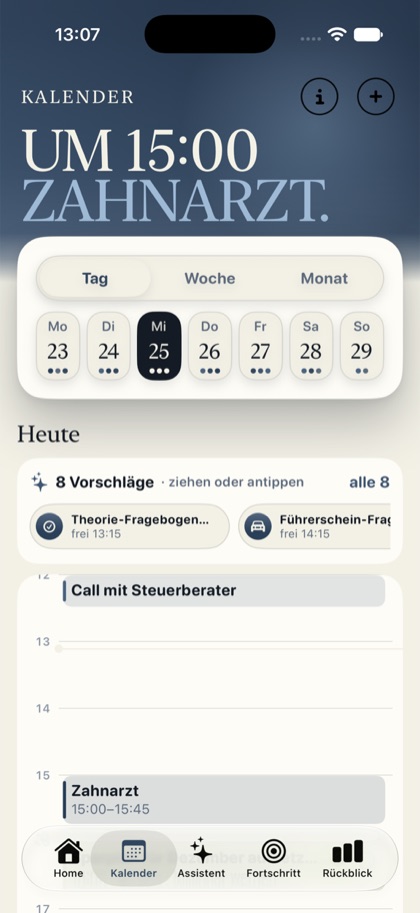 13:07
KALENDER
UM 15:00
ZAHNARZT.
Tag Woche Monat
Mo Di Mi Do Fr Sa So
23 24 25 26 27 28 29
Heute
8 Vorschläge · ziehen oder antippen alle 8
Theorie-Fragebogen... Führerschein-Frag
frei 13:15 frei 14:15
12
Call mit Steuerberater
13
14
15
Zahnarzt
15:00–15:45
Home Kalender Assistent Fortschritt Rückblick
17